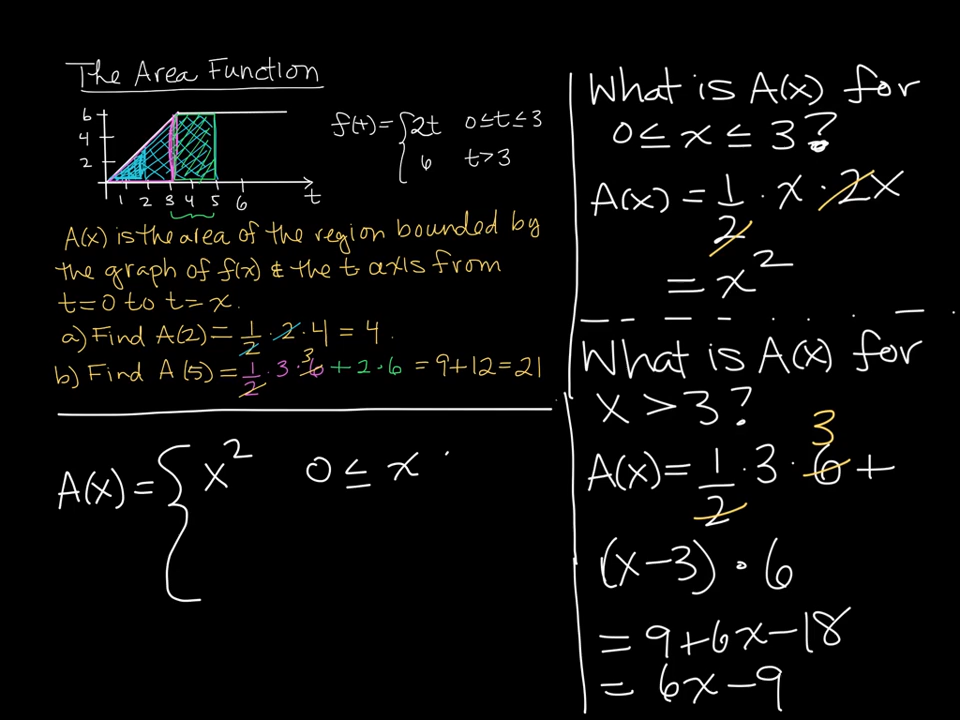 The Area Function
6
4
2
1 2 3 4 5 6 t
f(t) = { 2t 0 ≤ t ≤ 3
6 t > 3
A(x) is the area of the region bounded by
the graph of f(x) & the t axis from
t = 0 to t = x.
a) Find A(2) = 1/2 · 2 · 4 = 4.
3
b) Find A(5) = 1/2 · 3 · 6 + 2 · 6 = 9 + 12 = 21
A(x) = { x² 0 ≤ x
What is A(x) for
0 ≤ x ≤ 3?
A(x) = 1/2 · x · 2x
= x²
What is A(x) for
x > 3?
3
A(x) = 1/2 · 3 · 6 +
(x − 3) · 6
= 9 + 6x − 18
= 6x − 9